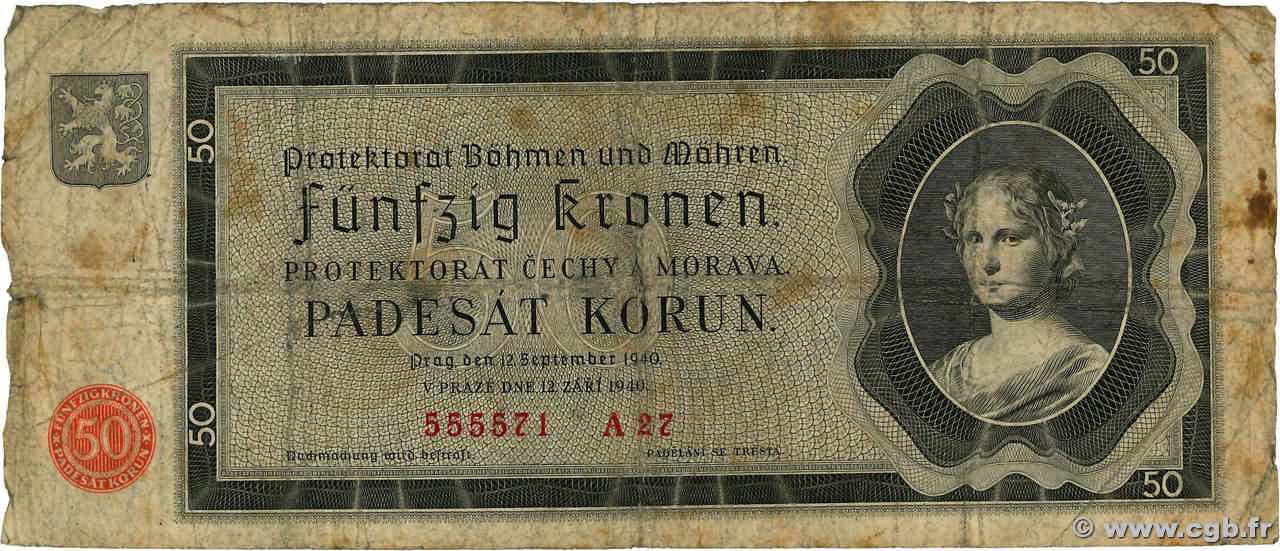 50
50
Protektorat Böhmen und Mähren.
Fünfzig Kronen.
PROTEKTORÁT ČECHY A MORAVA.
PADESÁT KORUN.
Prag den 12. September 1940.
V PRAZE DNE 12. ZÁŘÍ 1940.
555571 A 27
Nachmachung wird bestraft.
PADĚLÁNÍ SE TRESTÁ.
FÜNFZIG KRONEN
50
PADESÁT KORUN
50
50
© www.cgb.fr